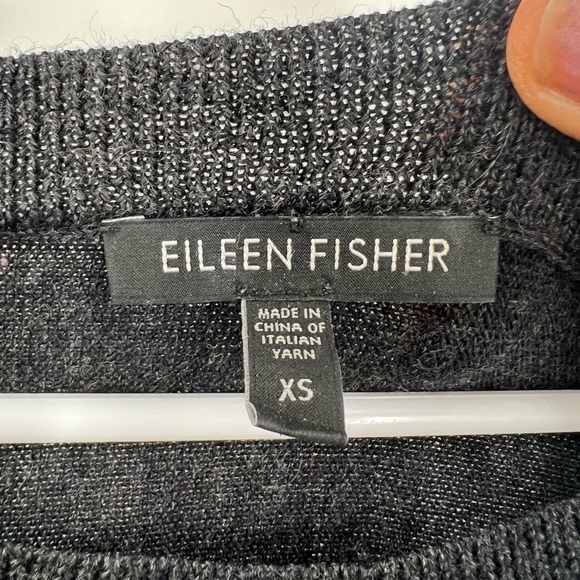 EILEEN FISHER
MADE IN
CHINA OF
ITALIAN
YARN
XS